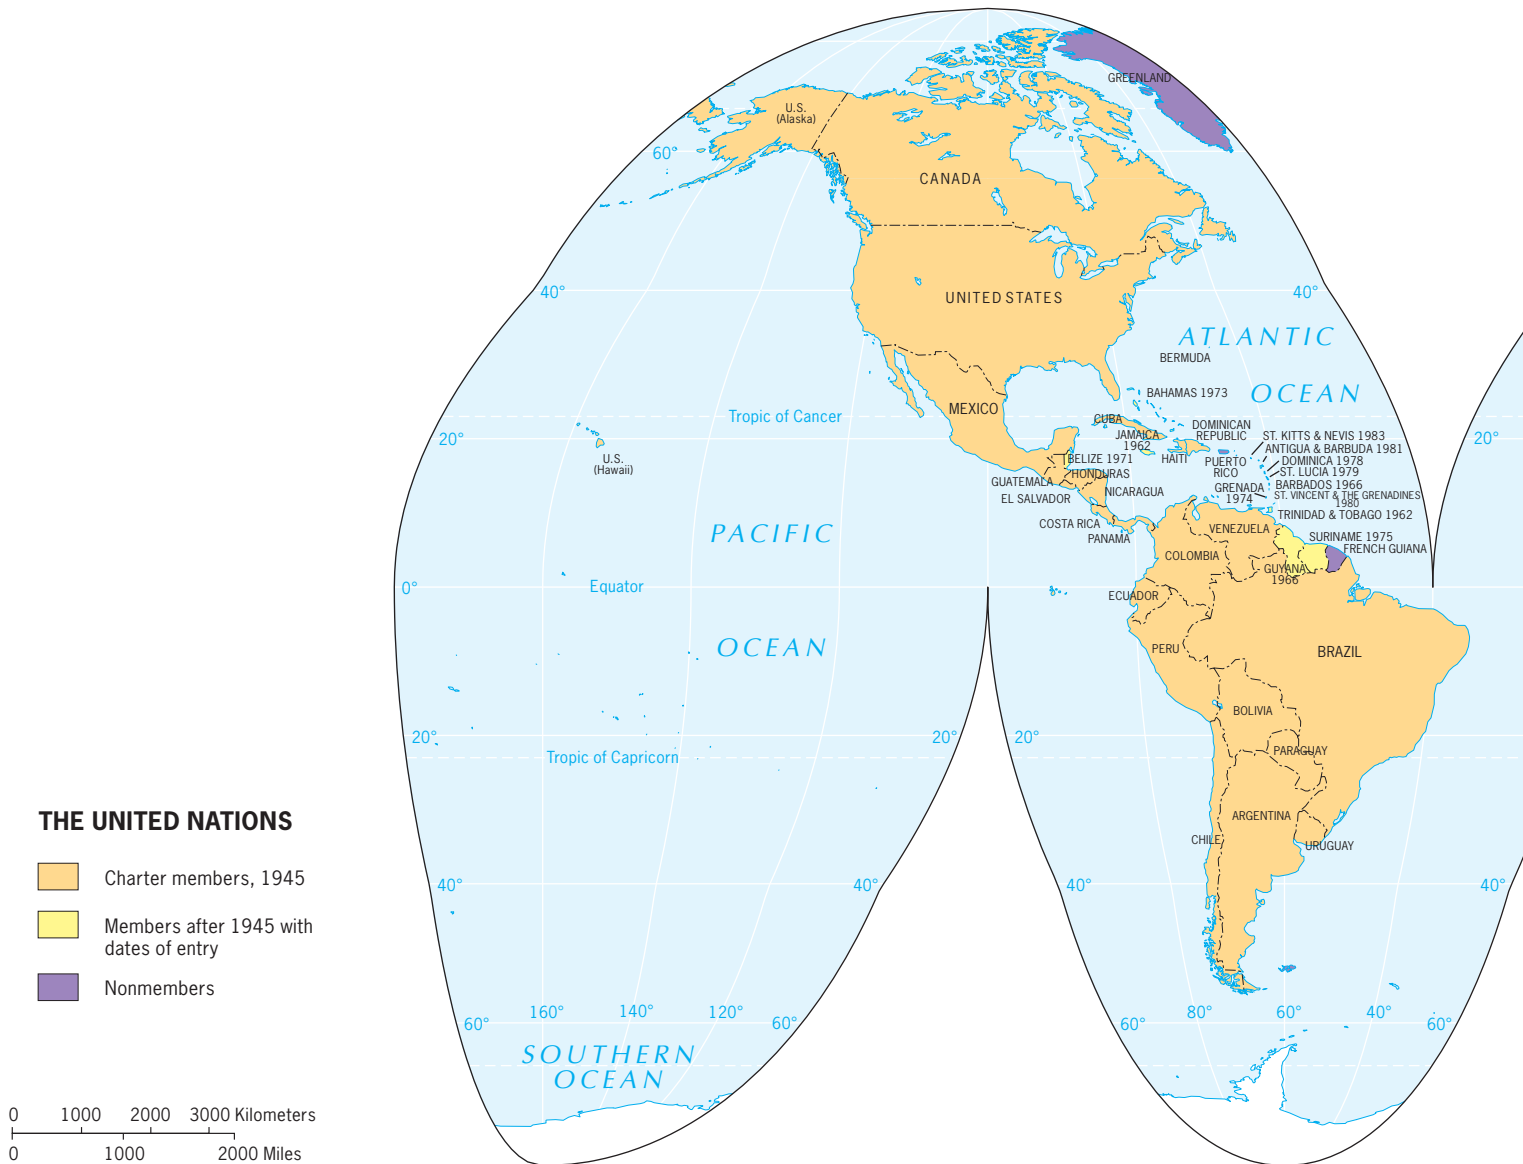 GREENLAND
U.S.
(Alaska)
60°
CANADA
40°
UNITED STATES
40°
ATLANTIC
OCEAN
BERMUDA
BAHAMAS 1973
MEXICO
Tropic of Cancer
CUBA
DOMINICAN
REPUBLIC
JAMAICA
1962
HAITI
PUERTO
RICO
ST. KITTS & NEVIS 1983
ANTIGUA & BARBUDA 1981
DOMINICA 1978
ST. LUCIA 1979
BARBADOS 1966
ST. VINCENT & THE GRENADINES
1980
GRENADA
1974
TRINIDAD & TOBAGO 1962
20°
20°
U.S.
(Hawaii)
BELIZE 1971
HONDURAS
GUATEMALA
EL SALVADOR
NICARAGUA
COSTA RICA
PANAMA
VENEZUELA
SURINAME 1975
FRENCH GUIANA
COLOMBIA
GUYANA
1966
PACIFIC
OCEAN
0°
Equator
ECUADOR
PERU
BRAZIL
BOLIVIA
20°
20°
20°
Tropic of Capricorn
PARAGUAY
ARGENTINA
CHILE
URUGUAY
THE UNITED NATIONS
Charter members, 1945
Members after 1945 with
dates of entry
Nonmembers
40°
40°
40°
40°
60°
160°
140°
120°
60°
60°
80°
60°
40°
60°
SOUTHERN
OCEAN
0 1000 2000 3000 Kilometers
0 1000 2000 Miles